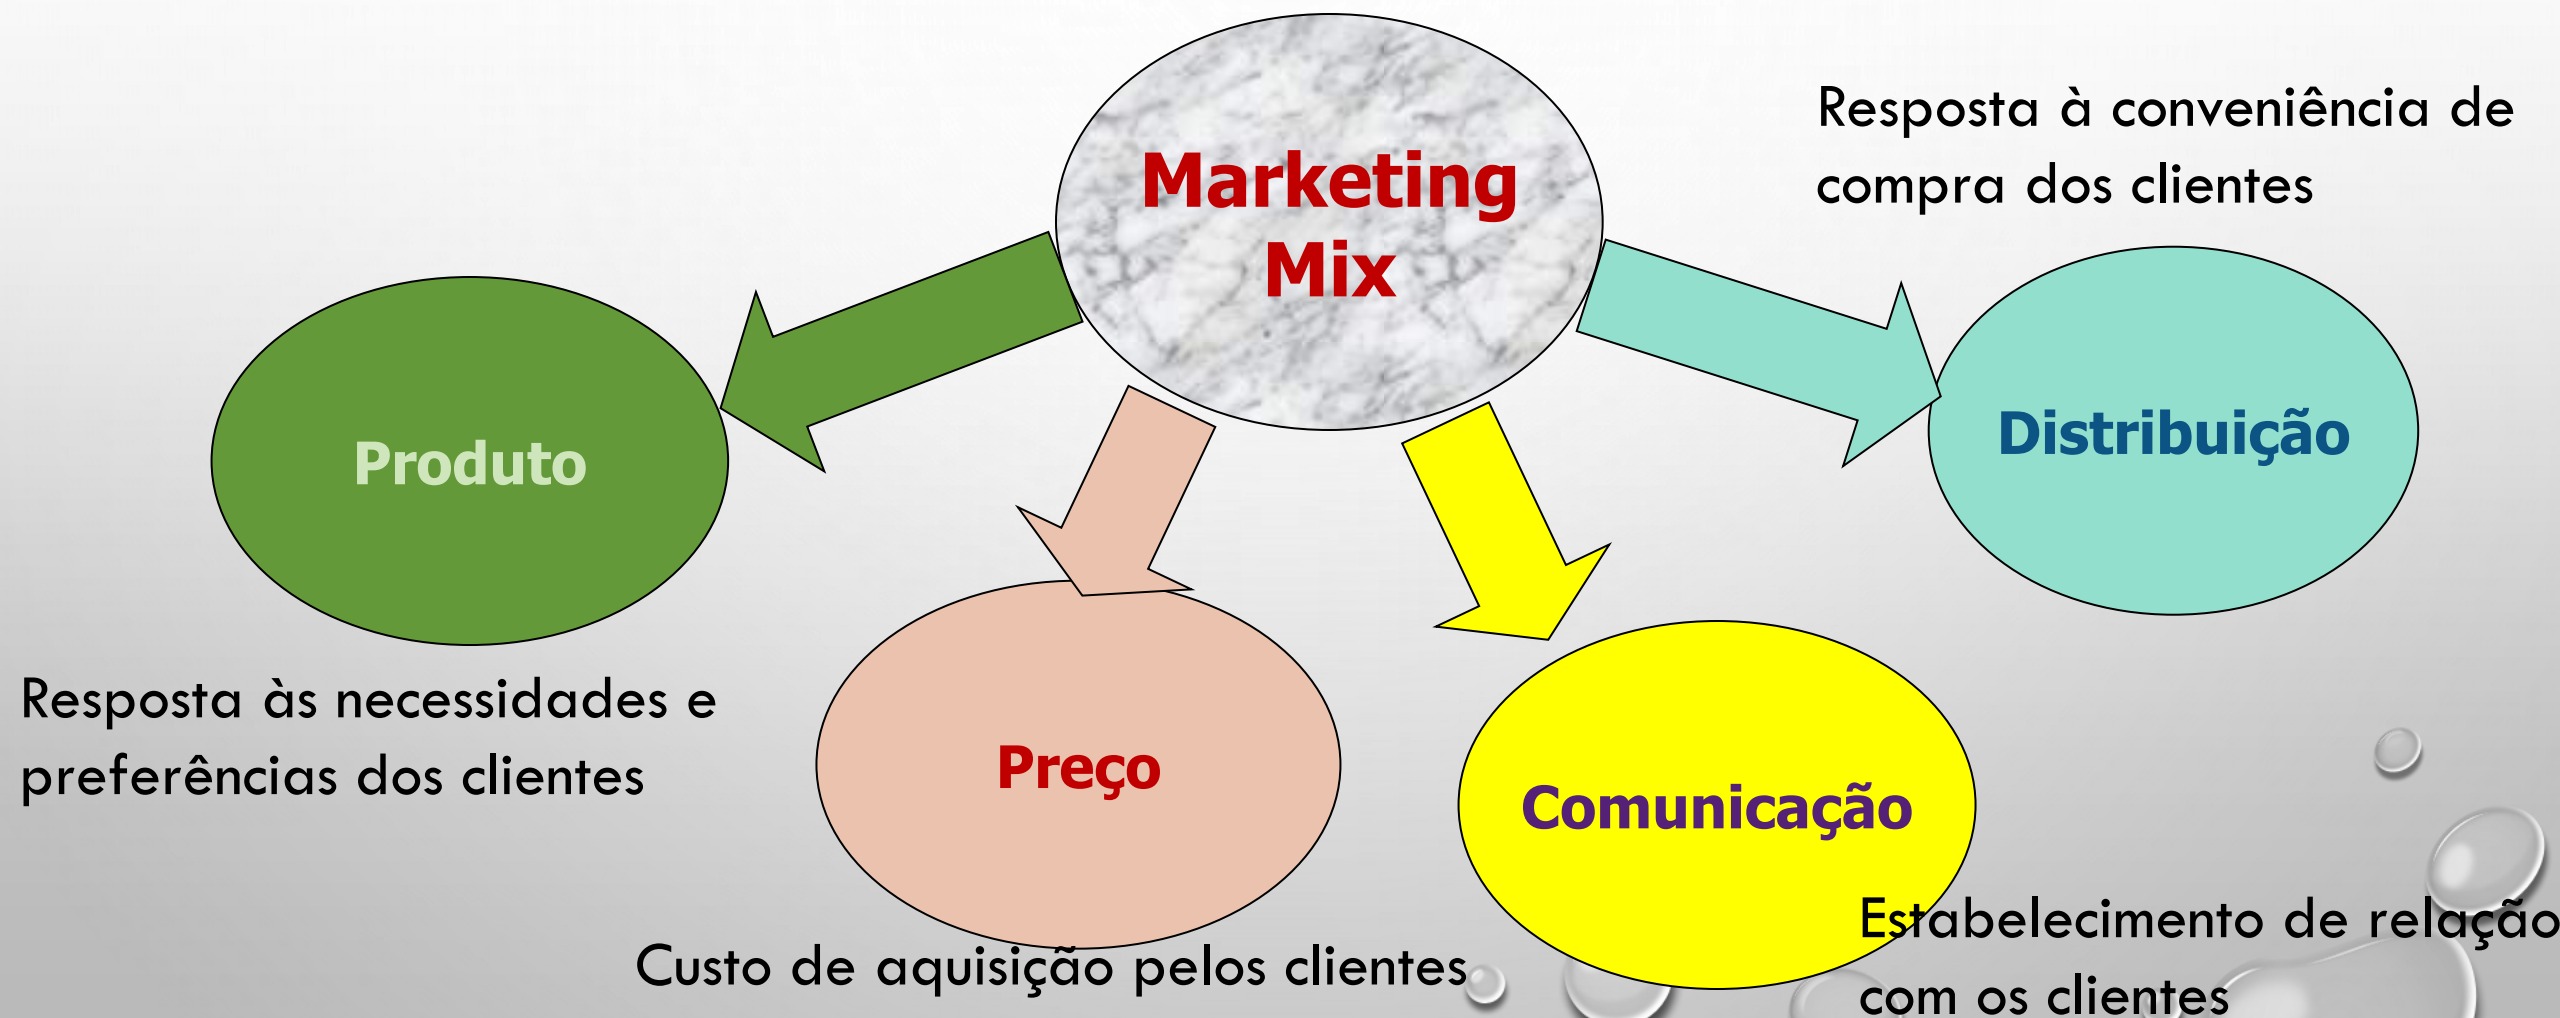 Marketing
Mix
Resposta à conveniência de
compra dos clientes
Produto
Distribuição
Resposta às necessidades e
preferências dos clientes
Preço
Comunicação
Custo de aquisição pelos clientes
Estabelecimento de relação
com os clientes